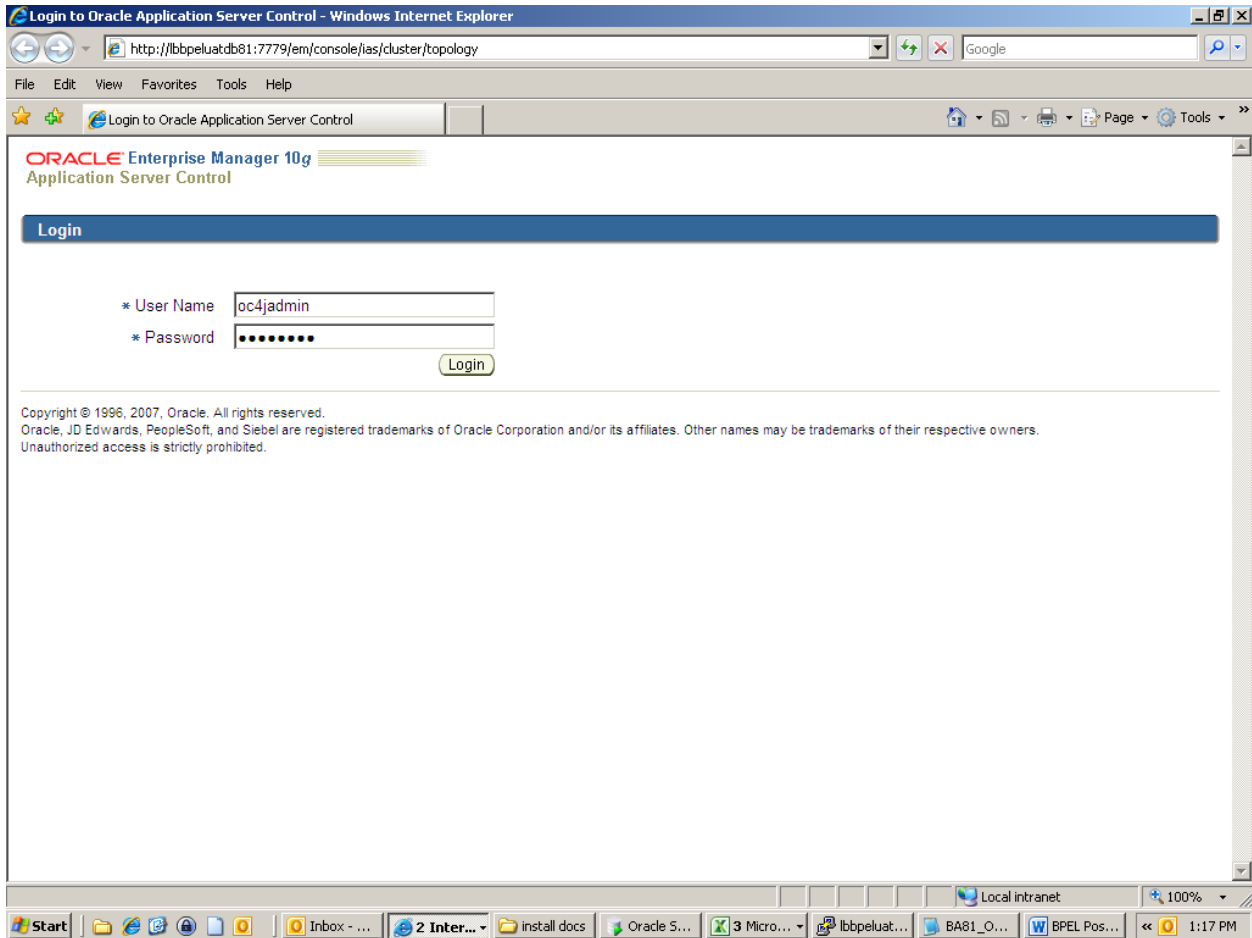 Login to Oracle Application Server Control - Windows Internet Explorer
http://lbbpeluatdb81:7779/em/console/ias/cluster/topology
Google
File Edit View Favorites Tools Help
Login to Oracle Application Server Control
Page Tools »
ORACLE Enterprise Manager 10g
Application Server Control
Login
* User Name oc4jadmin
* Password ••••••••
Login
Copyright © 1996, 2007, Oracle. All rights reserved.
Oracle, JD Edwards, PeopleSoft, and Siebel are registered trademarks of Oracle Corporation and/or its affiliates. Other names may be trademarks of their respective owners.
Unauthorized access is strictly prohibited.
Local intranet 100%
Start Inbox - ... 2 Inter... install docs Oracle S... 3 Micro... lbbpeluat... BA81_O... BPEL Pos... « 1:17 PM